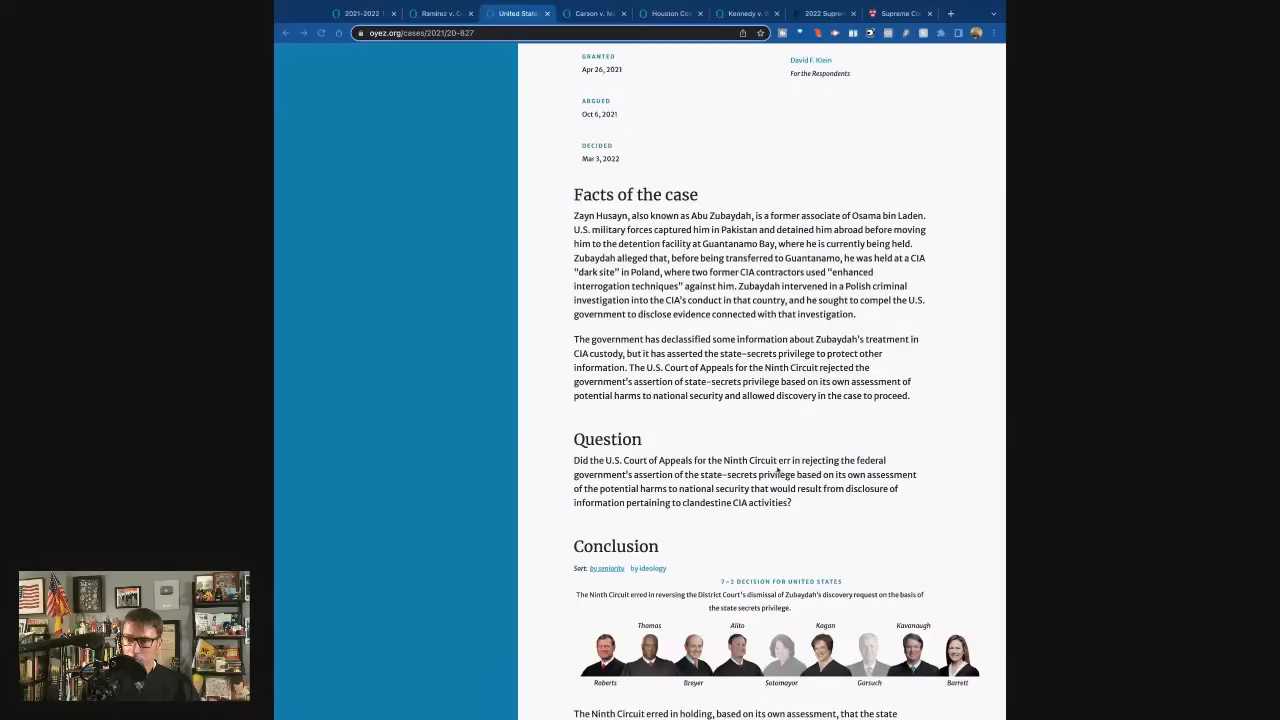 2021-2022 T
Ramirez v. C
United State
Carson v. M
Houston Co
Kennedy v. B
2022 Supre
Supreme Co
oyez.org/cases/2021/20-827
GRANTED
Apr 26, 2021
David F. Klein
For the Respondents
ARGUED
Oct 6, 2021
DECIDED
Mar 3, 2022
Facts of the case
Zayn Husayn, also known as Abu Zubaydah, is a former associate of Osama bin Laden.
U.S. military forces captured him in Pakistan and detained him abroad before moving
him to the detention facility at Guantanamo Bay, where he is currently being held.
Zubaydah alleged that, before being transferred to Guantanamo, he was held at a CIA
“dark site” in Poland, where two former CIA contractors used “enhanced
interrogation techniques” against him. Zubaydah intervened in a Polish criminal
investigation into the CIA’s conduct in that country, and he sought to compel the U.S.
government to disclose evidence connected with that investigation.
The government has declassified some information about Zubaydah’s treatment in
CIA custody, but it has asserted the state-secrets privilege to protect other
information. The U.S. Court of Appeals for the Ninth Circuit rejected the
government’s assertion of state-secrets privilege based on its own assessment of
potential harms to national security and allowed discovery in the case to proceed.
Question
Did the U.S. Court of Appeals for the Ninth Circuit err in rejecting the federal
government’s assertion of the state-secrets privilege based on its own assessment
of the potential harms to national security that would result from disclosure of
information pertaining to clandestine CIA activities?
Conclusion
Sort: by seniority by ideology
7–2 DECISION FOR UNITED STATES
The Ninth Circuit erred in reversing the District Court's dismissal of Zubaydah's discovery request on the basis of
the state secrets privilege.
Thomas Alito Kagan Kavanaugh
Roberts Breyer Sotomayor Gorsuch Barrett
The Ninth Circuit erred in holding, based on its own assessment, that the state